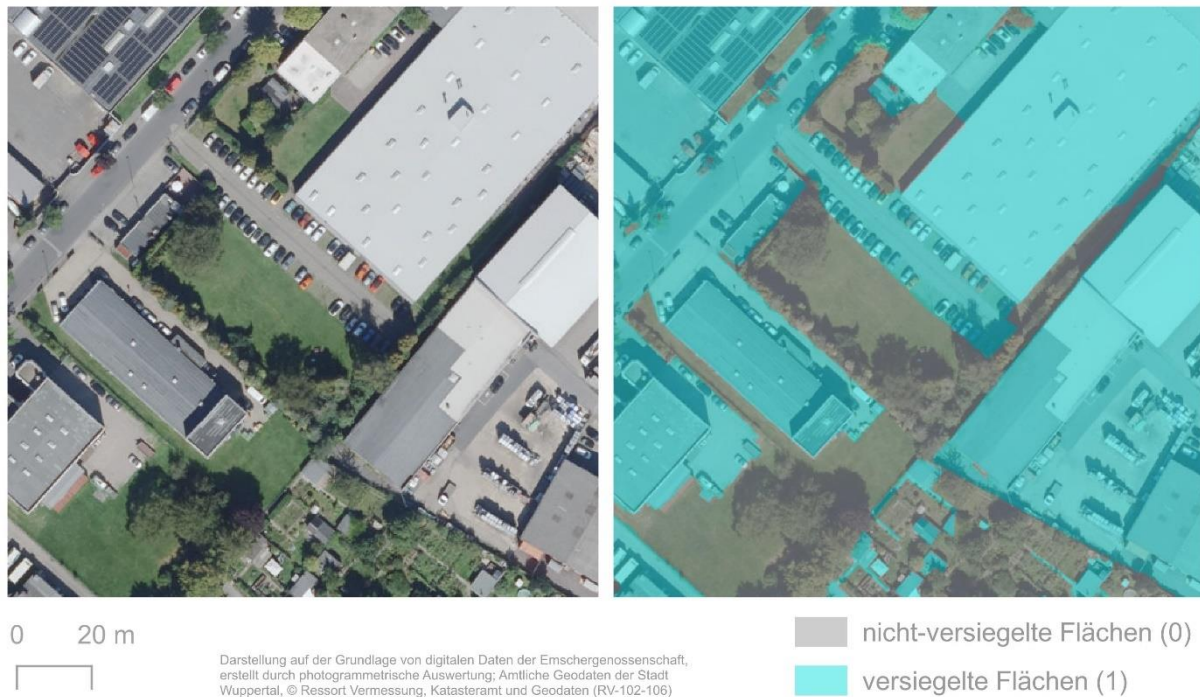 0 20 m
Darstellung auf der Grundlage von digitalen Daten der Emschergenossenschaft,
erstellt durch photogrammetrische Auswertung; Amtliche Geodaten der Stadt
Wuppertal, © Ressort Vermessung, Katasteramt und Geodaten (RV-102-106)
nicht-versiegelte Flächen (0)
versiegelte Flächen (1)